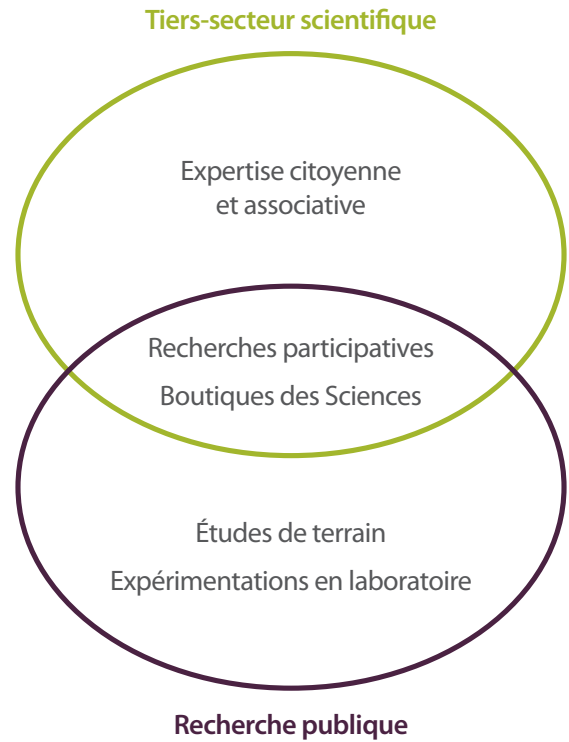 Tiers-secteur scientifique
Expertise citoyenne
et associative
Recherches participatives
Boutiques des Sciences
Études de terrain
Expérimentations en laboratoire
Recherche publique